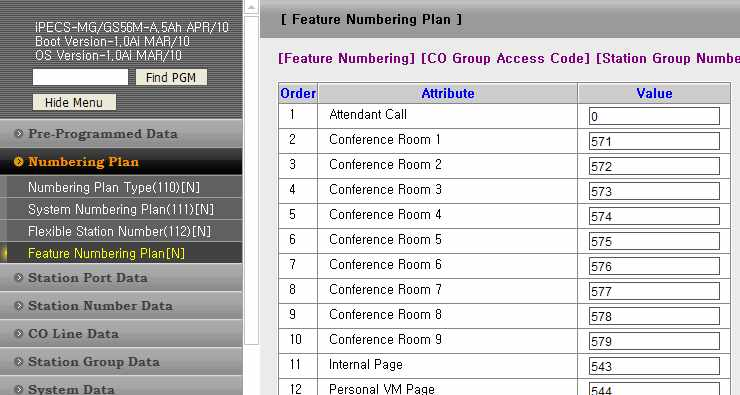 iPECS-MG/GS56M-A,5Ah APR/10
Boot Version-1,0Ai MAR/10
OS Version-1,0Ai MAR/10
Find PGM
Hide Menu
Pre-Programmed Data
Numbering Plan
Numbering Plan Type(110)[N]
System Numbering Plan(111)[N]
Flexible Station Number(112)[N]
Feature Numbering Plan[N]
Station Port Data
Station Number Data
CO Line Data
Station Group Data
System Data
[ Feature Numbering Plan ]
[Feature Numbering] [CO Group Access Code] [Station Group Numbe
Order Attribute Value
1 Attendant Call 0
2 Conference Room 1 571
3 Conference Room 2 572
4 Conference Room 3 573
5 Conference Room 4 574
6 Conference Room 5 575
7 Conference Room 6 576
8 Conference Room 7 577
9 Conference Room 8 578
10 Conference Room 9 579
11 Internal Page 543
12 Personal VM Page 544